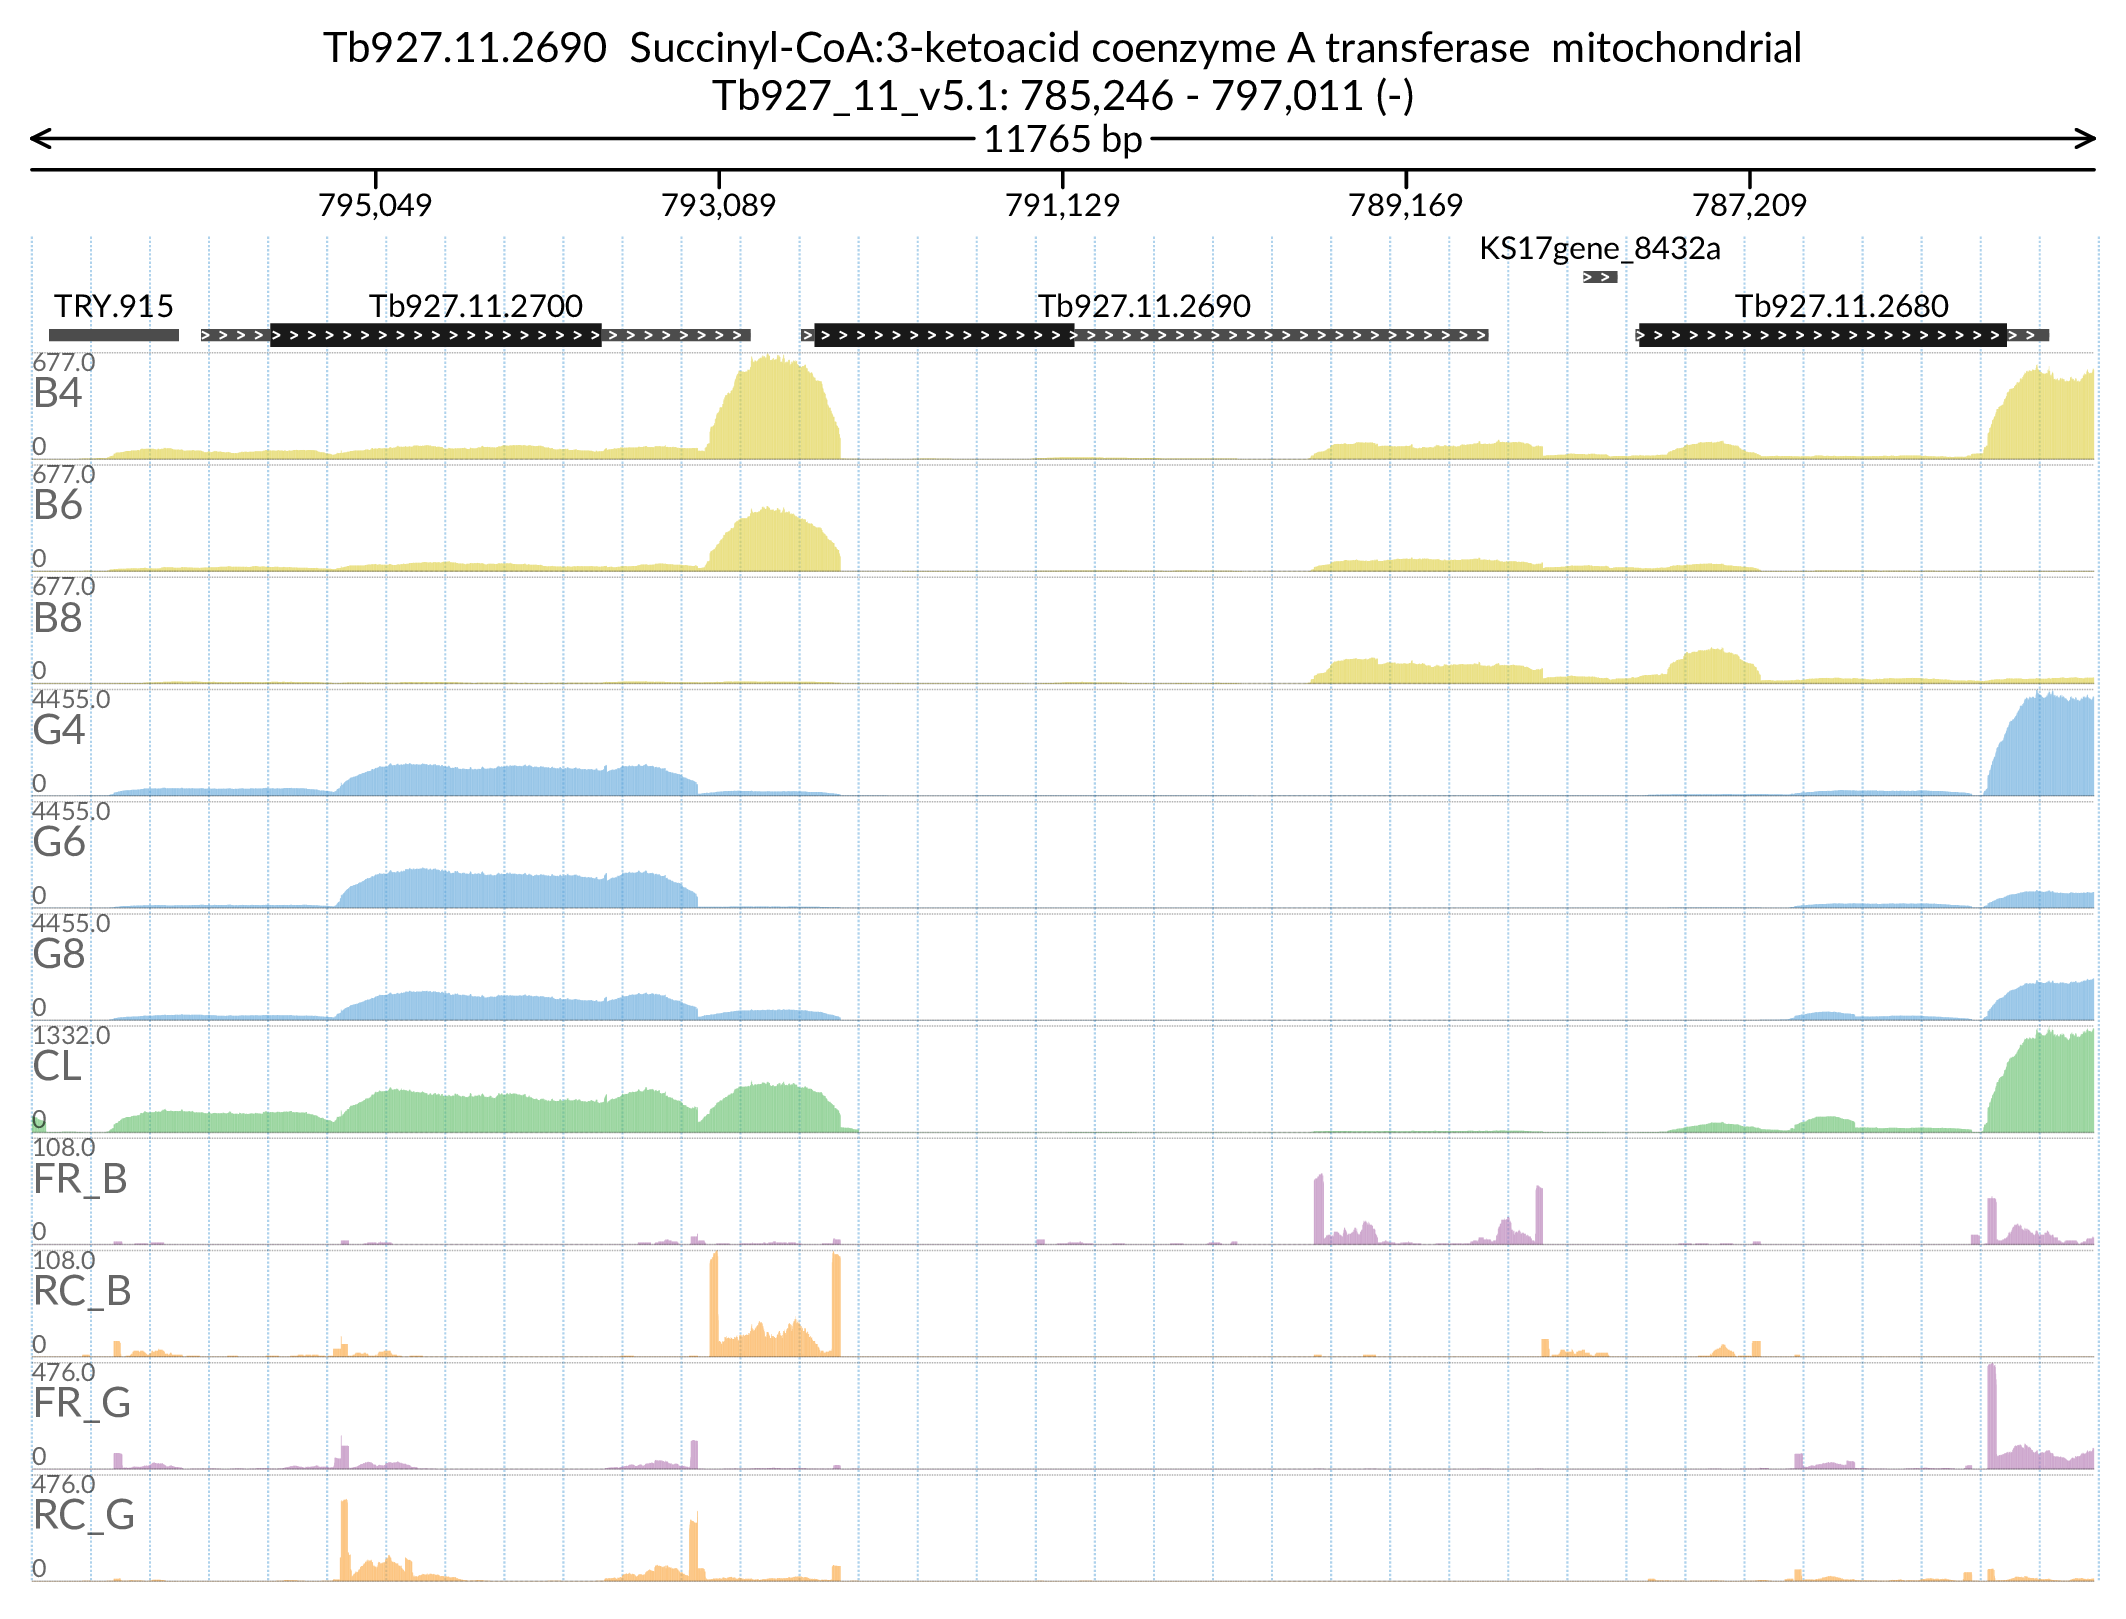 Tb927.11.2690 Succinyl-CoA:3-ketoacid coenzyme A transferase mitochondrial
Tb927_11_v5.1: 785,246 - 797,011 (-)
11765 bp
795,049 793,089 791,129 789,169 787,209
KS17gene_8432a
TRY.915 Tb927.11.2700 Tb927.11.2690 Tb927.11.2680
677.0
B4
0
677.0
B6
0
677.0
B8
0
4455.0
G4
0
4455.0
G6
0
4455.0
G8
0
1332.0
CL
0
108.0
FR_B
0
108.0
RC_B
0
476.0
FR_G
0
476.0
RC_G
0